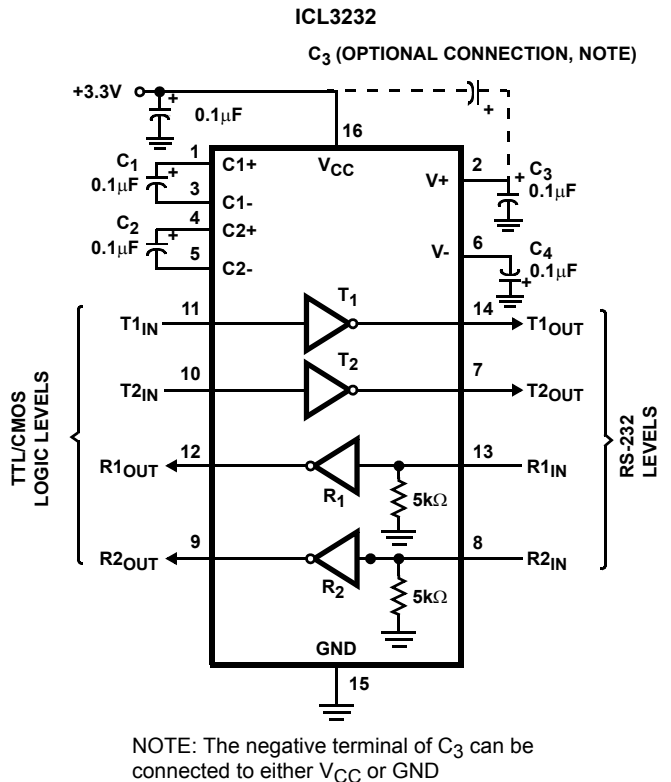 ICL3232
C3 (OPTIONAL CONNECTION, NOTE)
+3.3V
+
0.1μF
+
16
1
C1+
VCC
2
C1
0.1μF
+
3
C1-
V+
+
C3
0.1μF
C2
0.1μF
+
4
C2+
5
C2-
V-
6
C4
0.1μF
+
T1IN
11
T1
14
T1OUT
T2IN
10
T2
7
T2OUT
TTL/CMOS
LOGIC LEVELS
RS-232
LEVELS
R1OUT
12
R1
13
R1IN
5kΩ
R2OUT
9
R2
8
R2IN
5kΩ
GND
15
NOTE: The negative terminal of C3 can be
connected to either VCC or GND